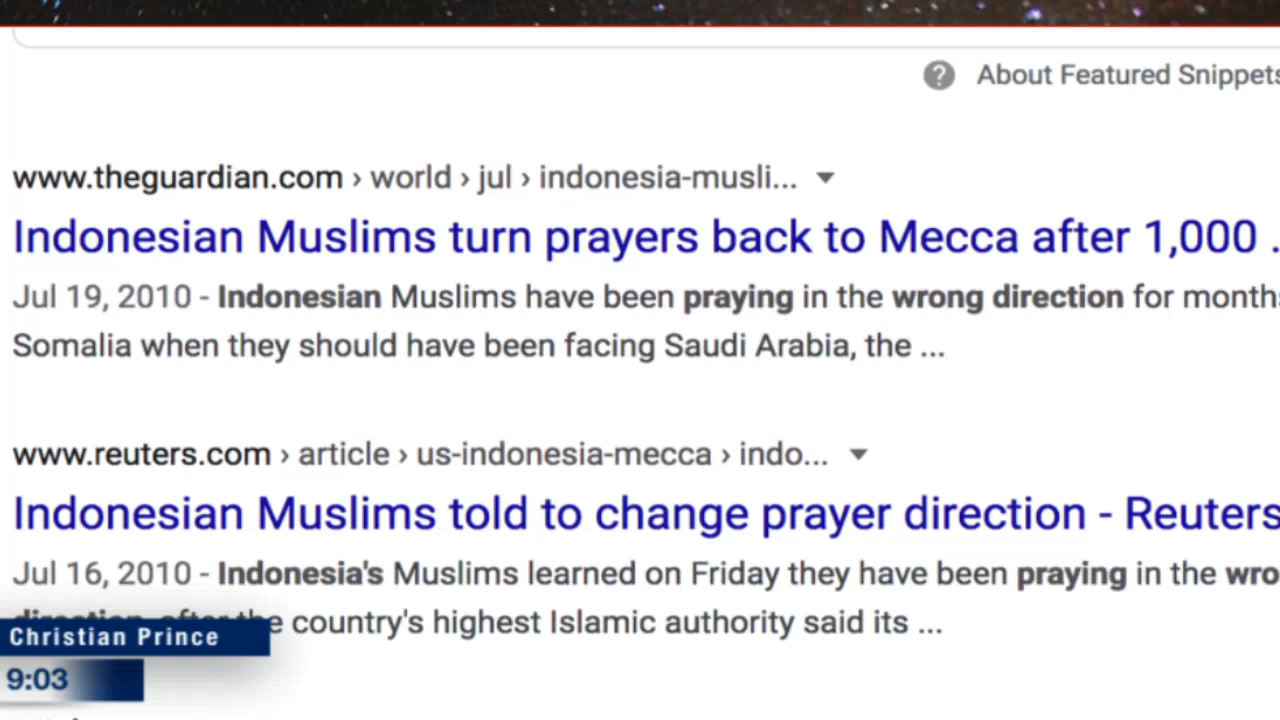 About Featured Snippets
www.theguardian.com › world › jul › indonesia-musli...
Indonesian Muslims turn prayers back to Mecca after 1,000 .
Jul 19, 2010 - Indonesian Muslims have been praying in the wrong direction for months
Somalia when they should have been facing Saudi Arabia, the ...
www.reuters.com › article › us-indonesia-mecca › indo...
Indonesian Muslims told to change prayer direction - Reuters
Jul 16, 2010 - Indonesia's Muslims learned on Friday they have been praying in the wro
direction, after the country's highest Islamic authority said its ...
Christian Prince
9:03